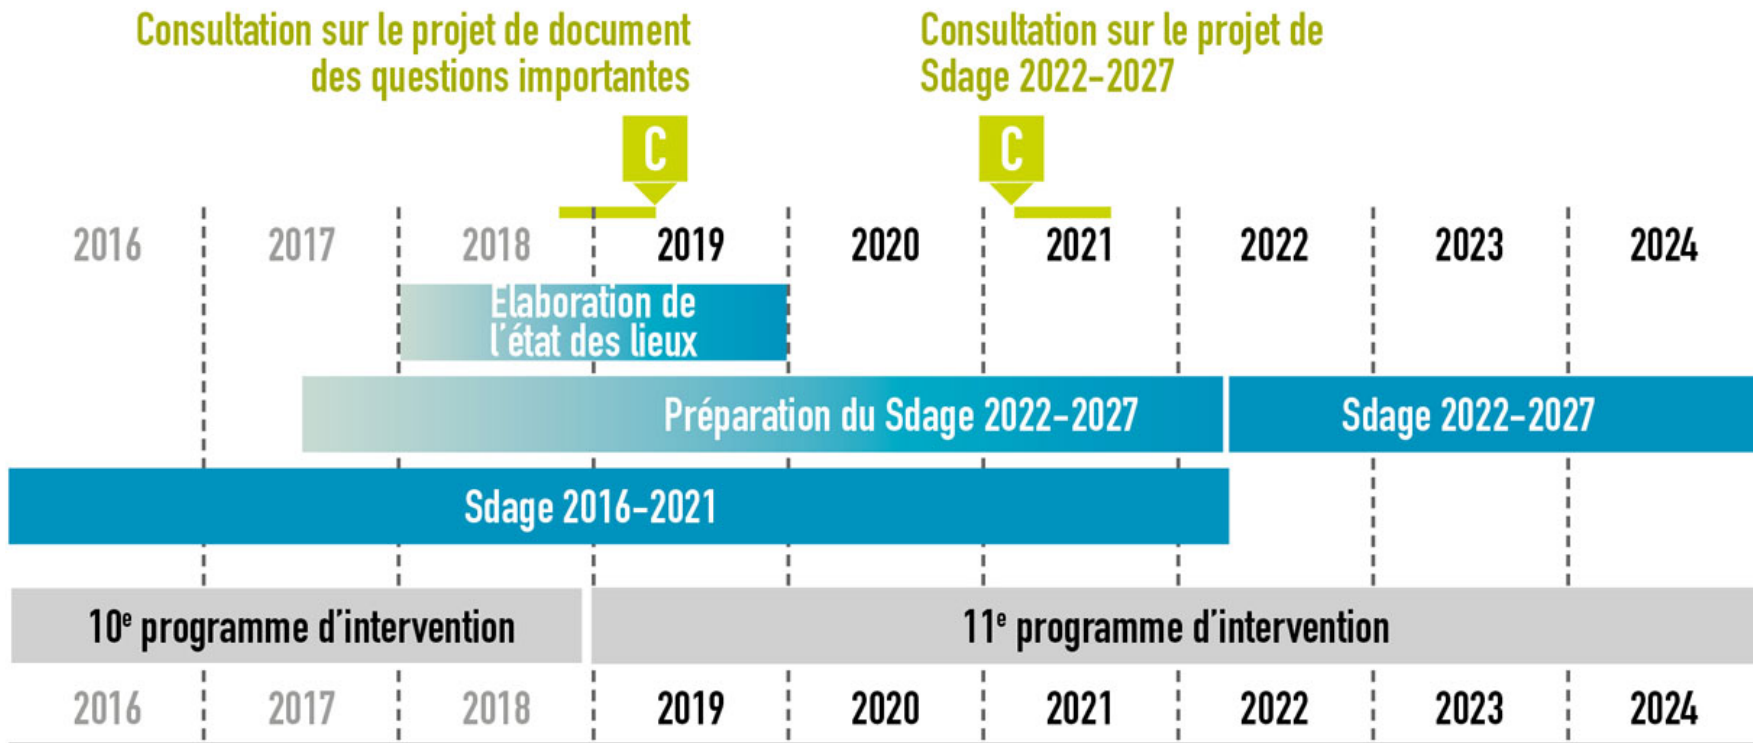 Consultation sur le projet de document
des questions importantes
Consultation sur le projet de
Sdage 2022-2027
C
C
2016 2017 2018 2019 2020 2021 2022 2023 2024
Élaboration de
l'état des lieux
Préparation du Sdage 2022-2027
Sdage 2022-2027
Sdage 2016-2021
10e programme d'intervention
11e programme d'intervention
2016 2017 2018 2019 2020 2021 2022 2023 2024